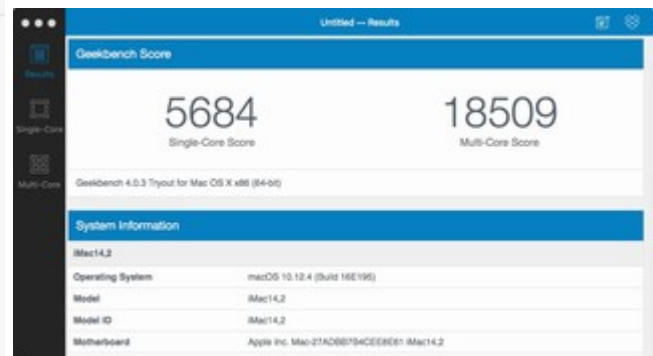 Untitled — Results
Geekbench Score
Results
5684 18509
Single-Core Score Multi-Core Score
Single-Core
Multi-Core
Geekbench 4.0.3 Tryout for Mac OS X x86 (64-bit)
System Information
iMac14,2
Operating System macOS 10.12.4 (Build 16E195)
Model iMac14,2
Model ID iMac14,2
Motherboard Apple Inc. iMac14,2